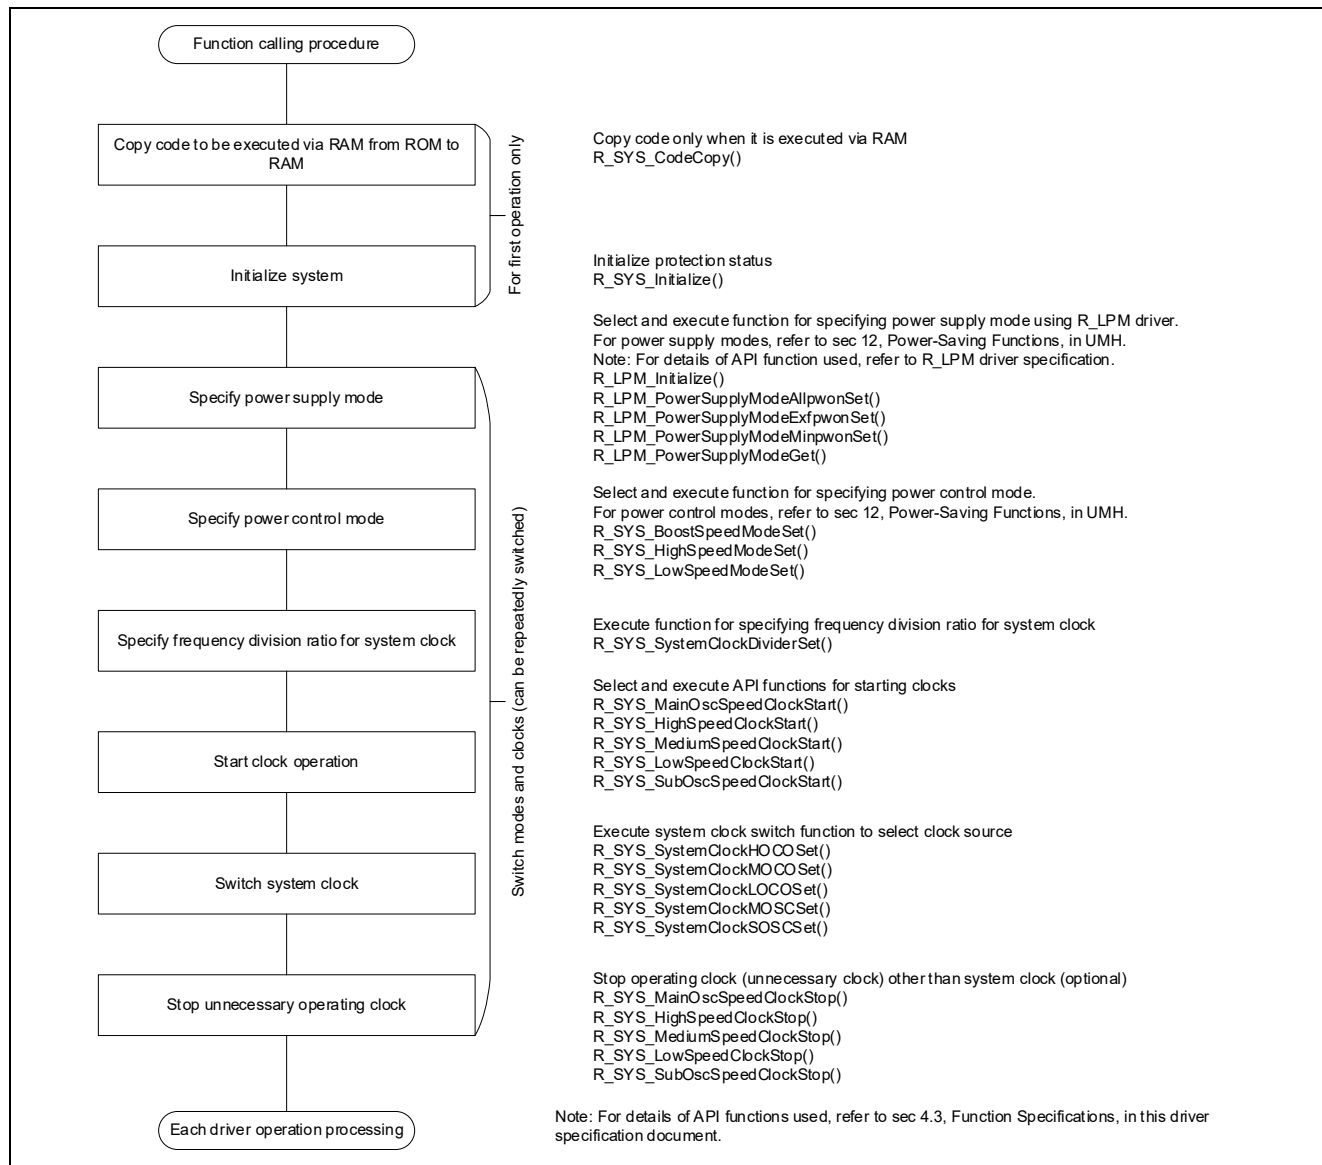 Function calling procedure
Copy code to be executed via RAM from ROM to
RAM
Copy code only when it is executed via RAM
R_SYS_CodeCopy()
For first operation only
Initialize system
Initialize protection status
R_SYS_Initialize()
Select and execute function for specifying power supply mode using R_LPM driver.
For power supply modes, refer to sec 12, Power-Saving Functions, in UMH.
Note: For details of API function used, refer to R_LPM driver specification.
R_LPM_Initialize()
R_LPM_PowerSupplyModeAllpwonSet()
R_LPM_PowerSupplyModeExfpwonSet()
R_LPM_PowerSupplyModeMinpwonSet()
R_LPM_PowerSupplyModeGet()
Specify power supply mode
Specify power control mode
Select and execute function for specifying power control mode.
For power control modes, refer to sec 12, Power-Saving Functions, in UMH.
R_SYS_BoostSpeedModeSet()
R_SYS_HighSpeedModeSet()
R_SYS_LowSpeedModeSet()
Switch modes and clocks (can be repeatedly switched)
Specify frequency division ratio for system clock
Execute function for specifying frequency division ratio for system clock
R_SYS_SystemClockDividerSet()
Start clock operation
Select and execute API functions for starting clocks
R_SYS_MainOscSpeedClockStart()
R_SYS_HighSpeedClockStart()
R_SYS_MediumSpeedClockStart()
R_SYS_LowSpeedClockStart()
R_SYS_SubOscSpeedClockStart()
Switch system clock
Execute system clock switch function to select clock source
R_SYS_SystemClockHOCOSet()
R_SYS_SystemClockMOCOSet()
R_SYS_SystemClockLOCOSet()
R_SYS_SystemClockMOSCSet()
R_SYS_SystemClockSOSCSet()
Stop unnecessary operating clock
Stop operating clock (unnecessary clock) other than system clock (optional)
R_SYS_MainOscSpeedClockStop()
R_SYS_HighSpeedClockStop()
R_SYS_MediumSpeedClockStop()
R_SYS_LowSpeedClockStop()
R_SYS_SubOscSpeedClockStop()
Each driver operation processing
Note: For details of API functions used, refer to sec 4.3, Function Specifications, in this driver
specification document.